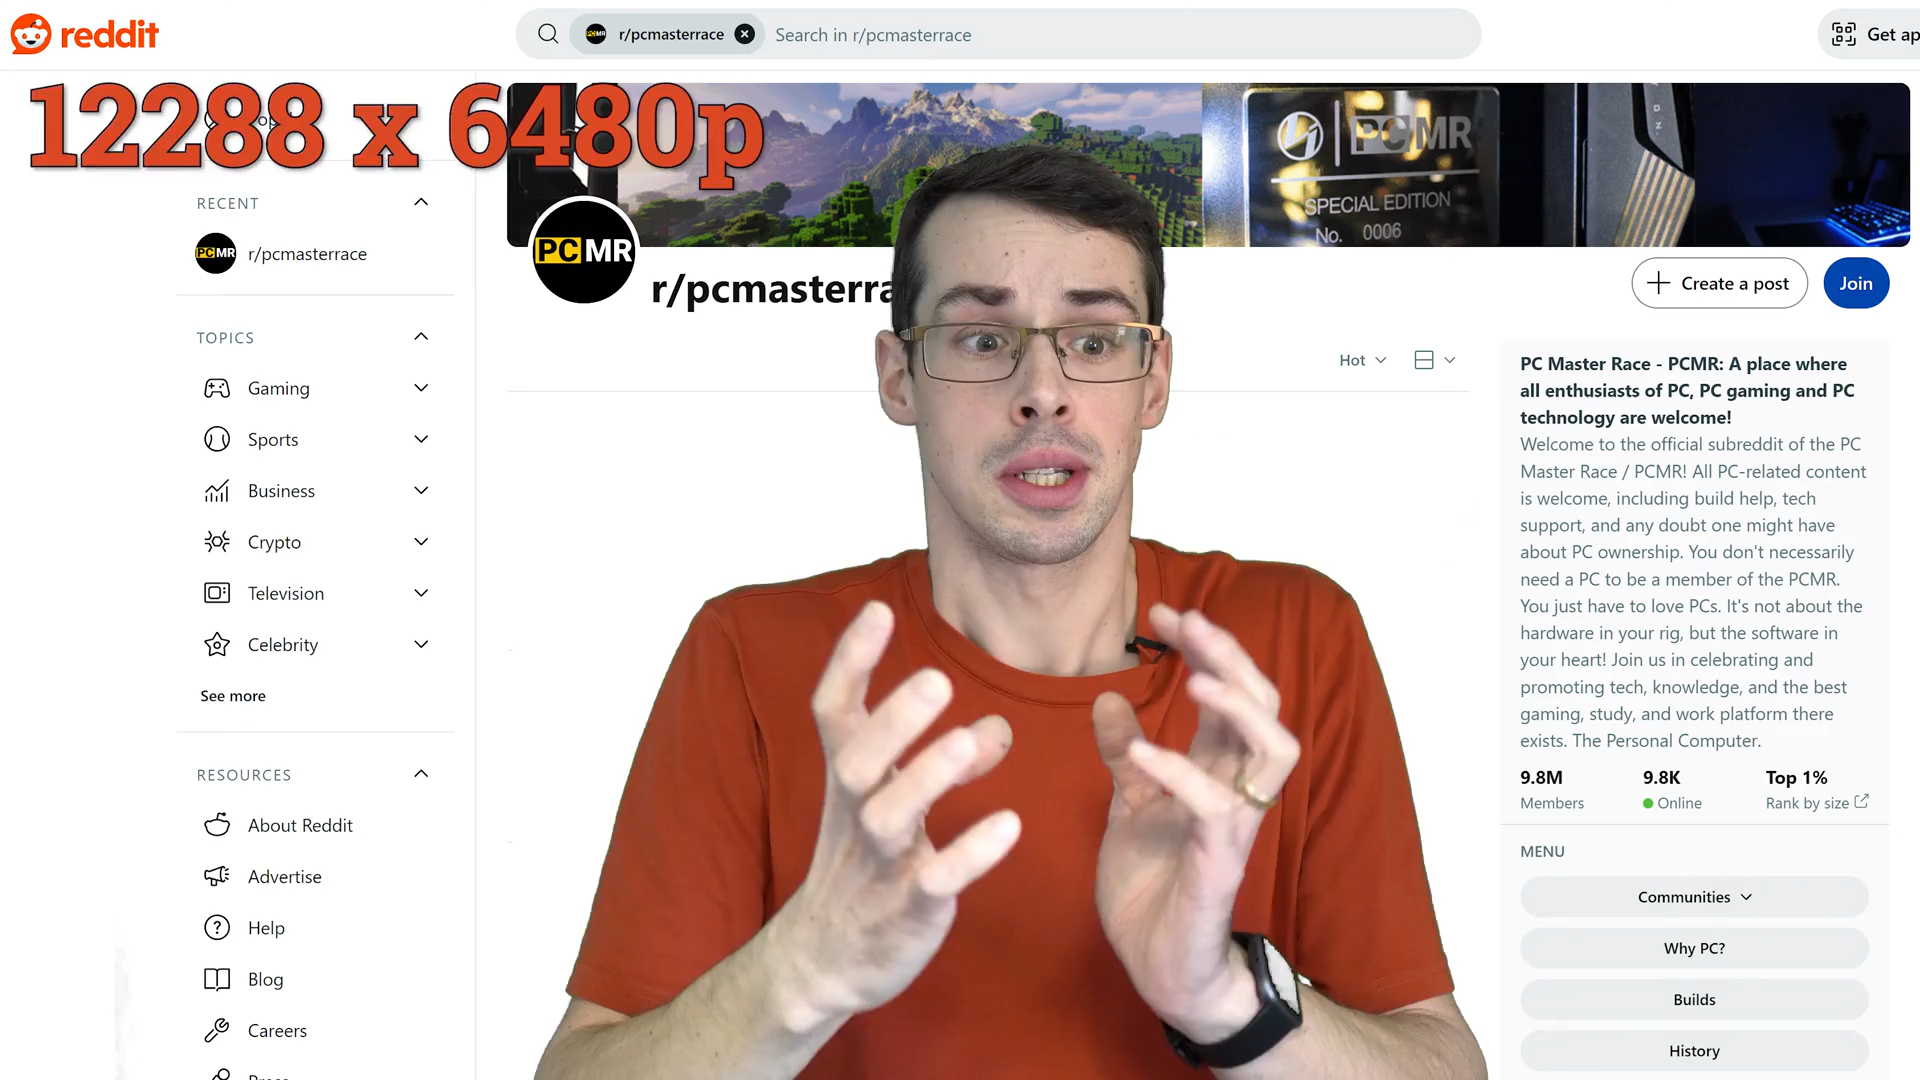 reddit
r/pcmasterrace
Search in r/pcmasterrace
12288 x 6480p
PCMR
SPECIAL EDITION
No. 0006
RECENT
PCMR
r/pcmasterrace
PCMR
r/pcmasterra
Create a post
Join
TOPICS
Hot
Gaming
Sports
Business
Crypto
Television
Celebrity
See more
RESOURCES
About Reddit
Advertise
Help
Blog
Careers
PC Master Race - PCMR: A place where
all enthusiasts of PC, PC gaming and PC
technology are welcome!
Welcome to the official subreddit of the PC
Master Race / PCMR! All PC-related content
is welcome, including build help, tech
support, and any doubt one might have
about PC ownership. You don't necessarily
need a PC to be a member of the PCMR.
You just have to love PCs. It's not about the
hardware in your rig, but the software in
your heart! Join us in celebrating and
promoting tech, knowledge, and the best
gaming, study, and work platform there
exists. The Personal Computer.
9.8M 9.8K Top 1%
Members Online Rank by size
MENU
Communities
Why PC?
Builds
History